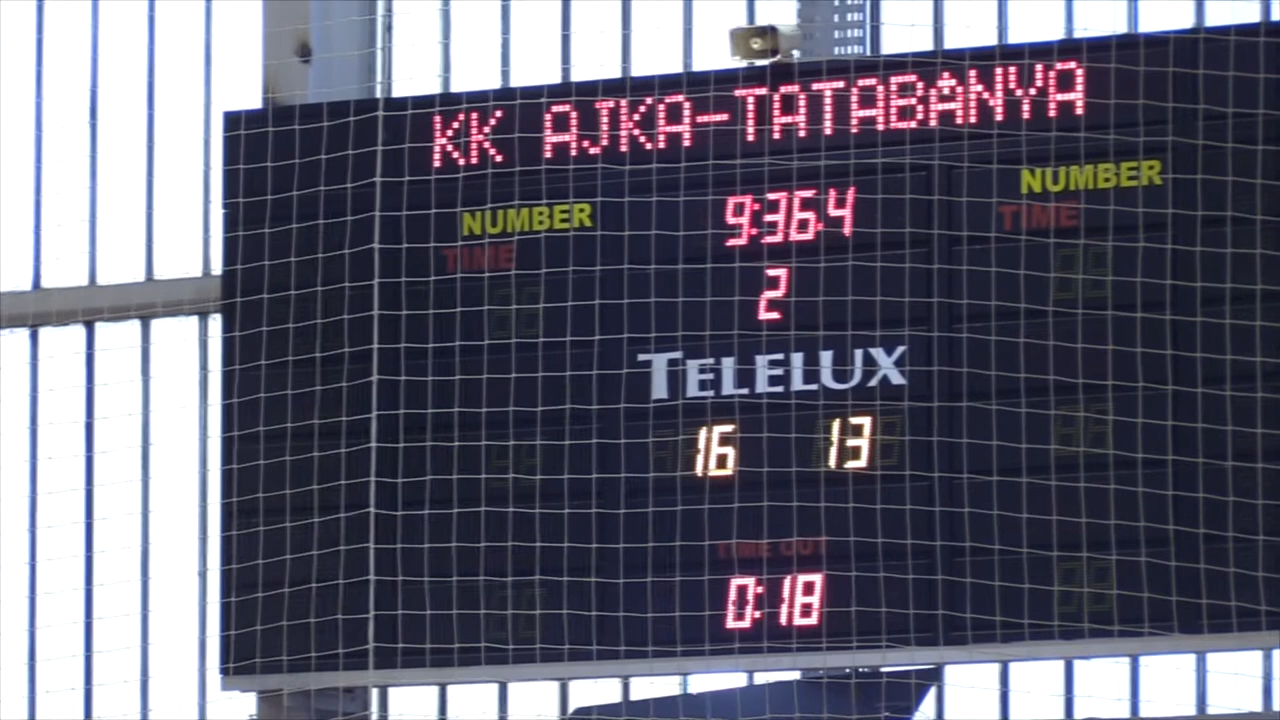 KK AJKA-TATABANYA
NUMBER
TIME
9:36.4
NUMBER
TIME
2
TELELUX
16 13
TIME OUT
0:18